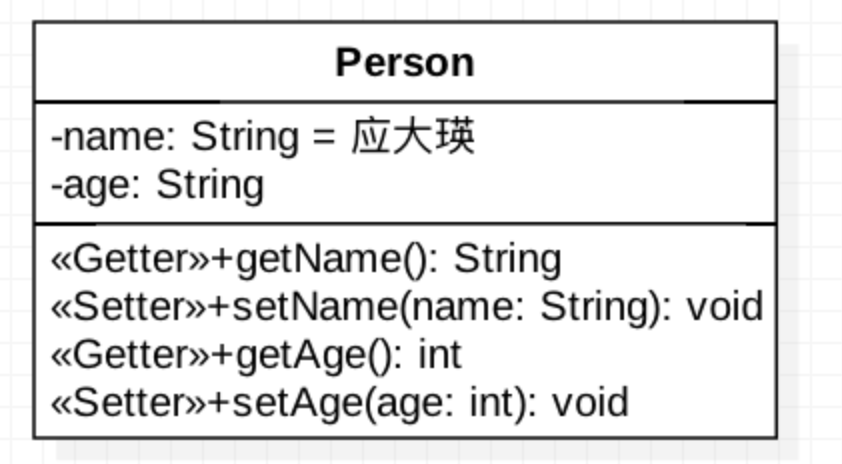 Person
-name: String = 应大瑛
-age: String
«Getter»+getName(): String
«Setter»+setName(name: String): void
«Getter»+getAge(): int
«Setter»+setAge(age: int): void